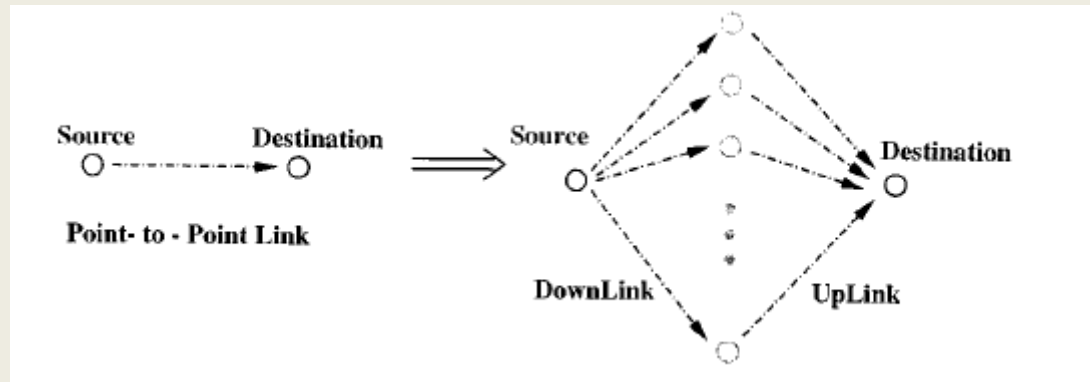 Source
Destination
Point- to - Point Link
Source
Destination
DownLink
UpLink